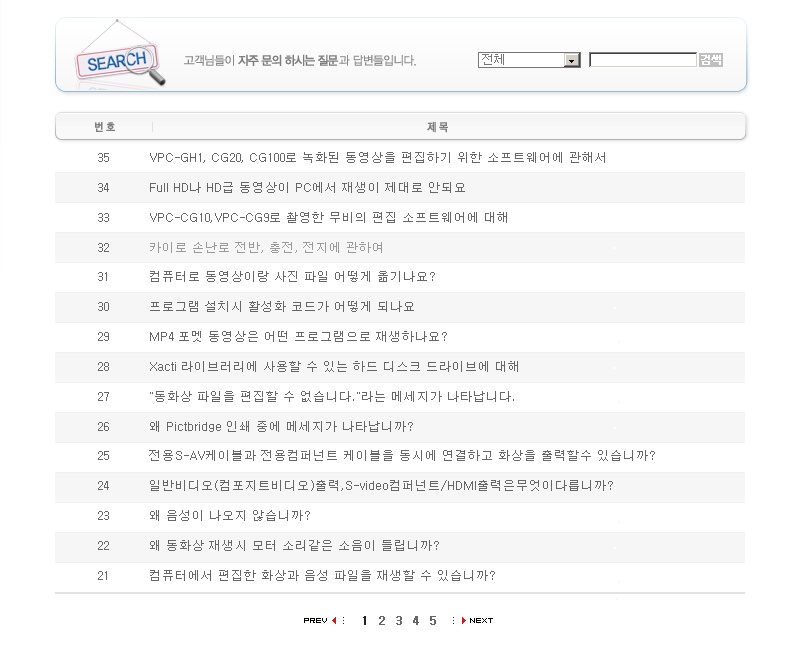 SEARCH
고객님들이 자주 문의 하시는 질문과 답변들입니다.
전체
검색
번호 제목
35 VPC-GH1, CG20, CG100로 녹화된 동영상을 편집하기 위한 소프트웨어에 관해서
34 Full HD나 HD급 동영상이 PC에서 재생이 제대로 안되요
33 VPC-CG10,VPC-CG9로 촬영한 무비의 편집 소프트웨어에 대해
32 카이로 손난로 전반, 충전, 전지에 관하여
31 컴퓨터로 동영상이랑 사진 파일 어떻게 옮기나요?
30 프로그램 설치시 활성화 코드가 어떻게 되나요
29 MP4 포멧 동영상은 어떤 프로그램으로 재생하나요?
28 Xacti 라이브러리에 사용할 수 있는 하드 디스크 드라이브에 대해
27 "동화상 파일을 편집할 수 없습니다."라는 메세지가 나타납니다.
26 왜 Pictbridge 인쇄 중에 메세지가 나타납니까?
25 전용S-AV케이블과 전용컴퍼넌트 케이블을 동시에 연결하고 화상을 출력할수 있습니까?
24 일반비디오(컴포지트비디오)출력,S-video컴퍼넌트/HDMI출력은무엇이다릅니까?
23 왜 음성이 나오지 않습니까?
22 왜 동화상 재생시 모터 소리같은 소음이 들립니까?
21 컴퓨터에서 편집한 화상과 음성 파일을 재생할 수 있습니까?
PREV 1 2 3 4 5 NEXT